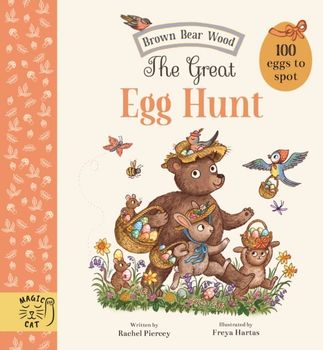 Brown Bear Wood
The Great
Egg Hunt
100
eggs to
spot
MAGIC
CAT
Written by
Rachel Piercey
Illustrated by
Freya Hartas